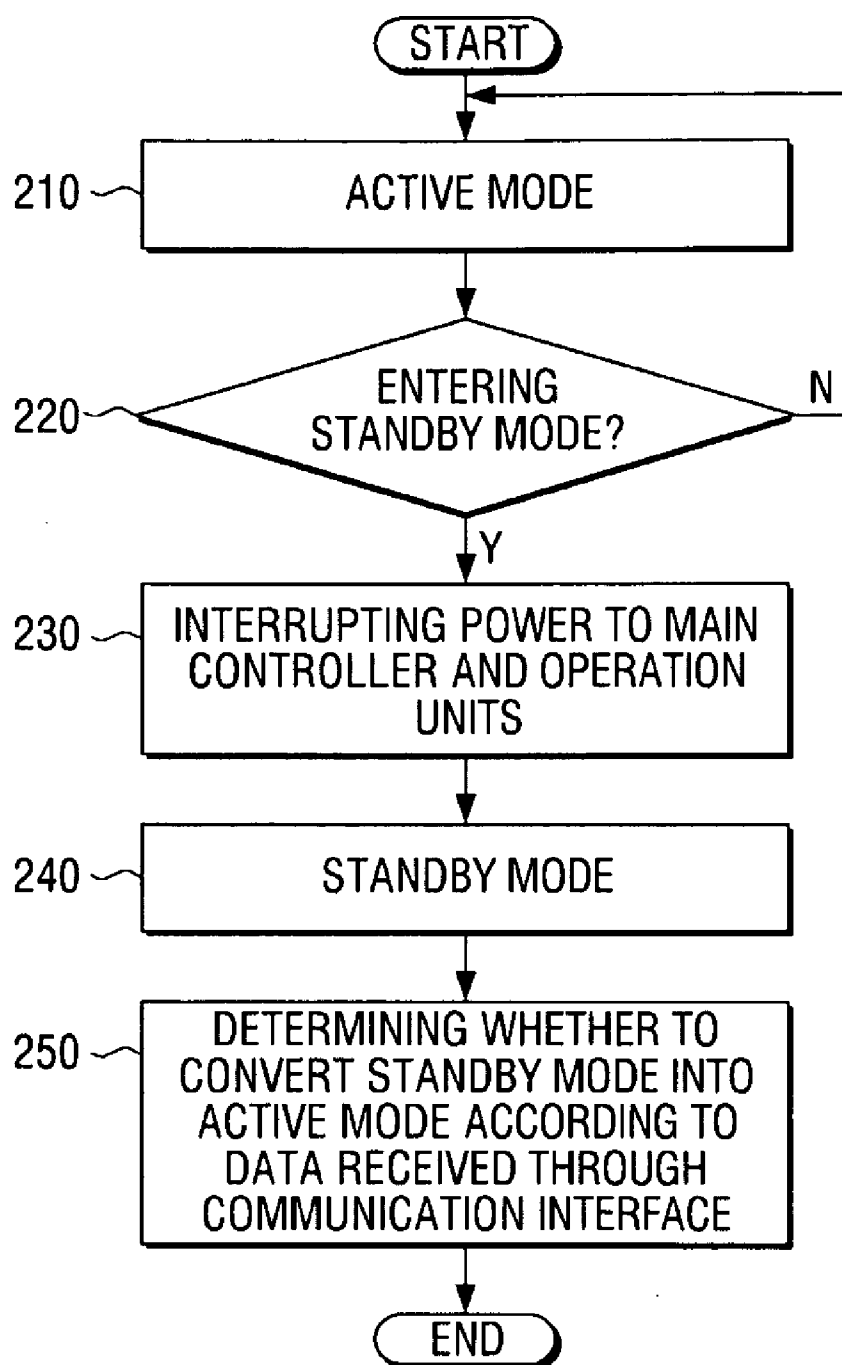 START
210
ACTIVE MODE
220
ENTERING
STANDBY MODE?
N
Y
230
INTERRUPTING POWER TO MAIN
CONTROLLER AND OPERATION
UNITS
240
STANDBY MODE
250
DETERMINING WHETHER TO
CONVERT STANDBY MODE INTO
ACTIVE MODE ACCORDING TO
DATA RECEIVED THROUGH
COMMUNICATION INTERFACE
END